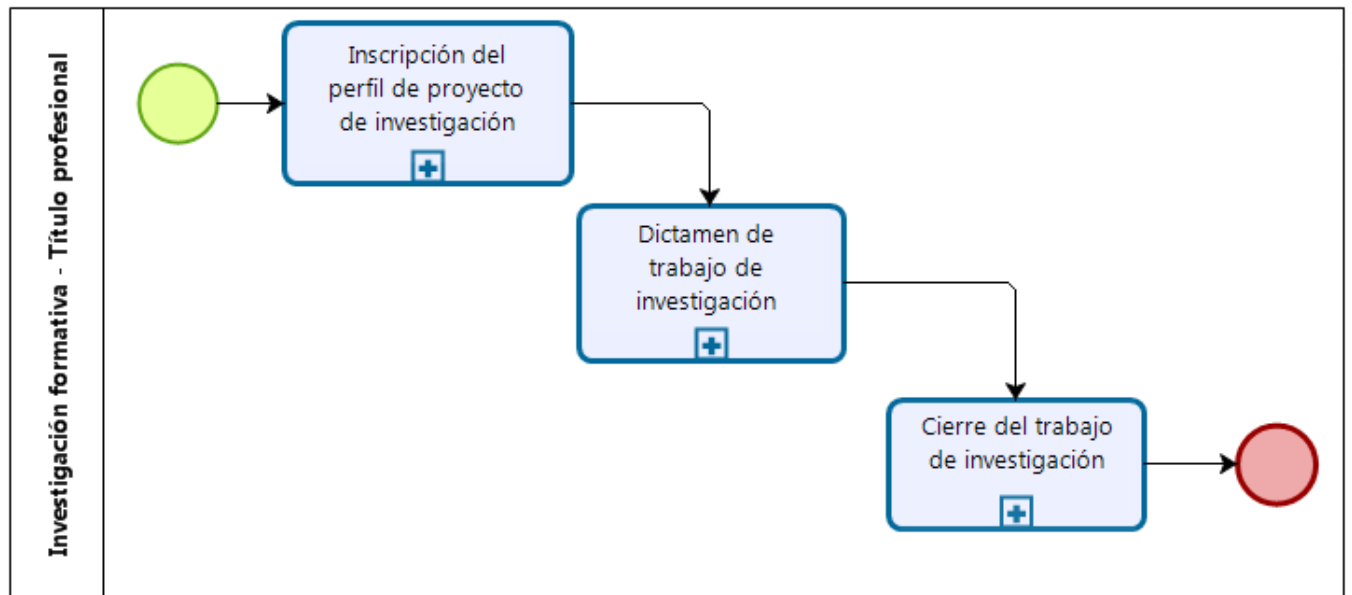 Investigación formativa - Título profesional
Inscripción del
perfil de proyecto
de investigación
Dictamen de
trabajo de
investigación
Cierre del trabajo
de investigación